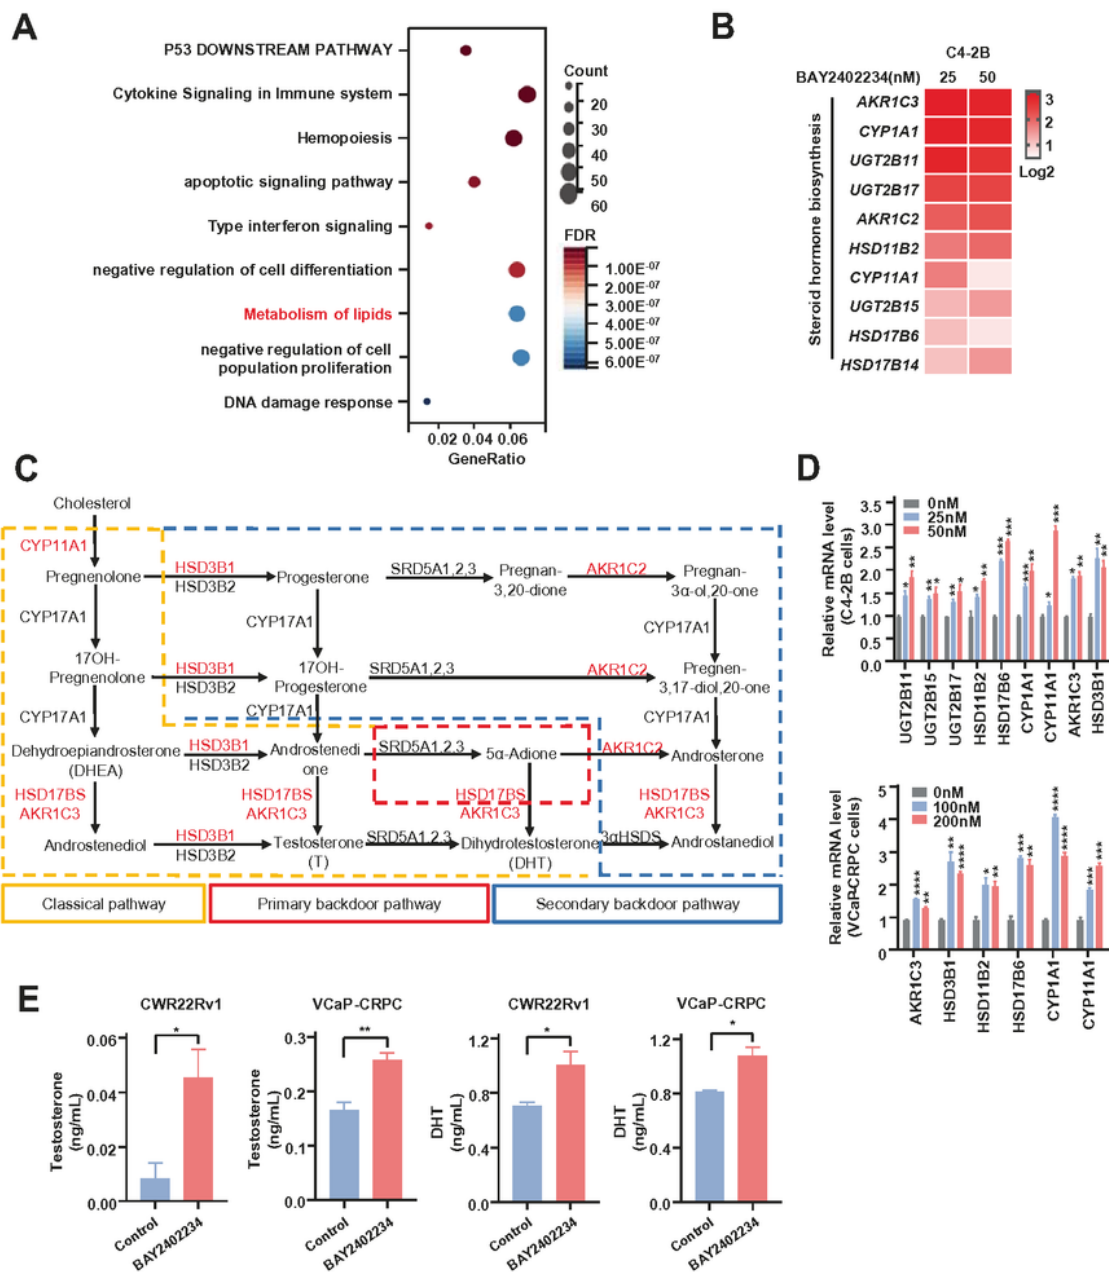 A
P53 DOWNSTREAM PATHWAY
Cytokine Signaling in Immune system
Hemopoiesis
apoptotic signaling pathway
Type interferon signaling
negative regulation of cell differentiation
Metabolism of lipids
negative regulation of cell
population proliferation
DNA damage response
0.02 0.04 0.06
GeneRatio
Count
20
30
40
50
60
FDR
1.00E-07
2.00E-07
3.00E-07
4.00E-07
5.00E-07
6.00E-07
B
C4-2B
BAY2402234(nM) 25 50
Steroid hormone biosynthesis
AKR1C3
CYP1A1
UGT2B11
UGT2B17
AKR1C2
HSD11B2
CYP11A1
UGT2B15
HSD17B6
HSD17B14
3
2
1
Log2
C
Cholesterol
CYP11A1
Pregnenolone
HSD3B1
HSD3B2
Progesterone
SRD5A1,2,3
Pregnan-
3,20-dione
AKR1C2
Pregnan-
3α-ol,20-one
CYP17A1
CYP17A1
CYP17A1
17OH-
Pregnenolone
HSD3B1
HSD3B2
17OH-
Progesterone
SRD5A1,2,3
AKR1C2
Pregnen-
3,17-diol,20-one
CYP17A1
CYP17A1
CYP17A1
Dehydroepiandrosterone
(DHEA)
HSD3B1
HSD3B2
Androstenedi
one
SRD5A1,2,3
5α-Adione
AKR1C2
Androsterone
HSD17BS
AKR1C3
HSD17BS
AKR1C3
HSD17BS
AKR1C3
HSD17BS
AKR1C3
Androstenediol
HSD3B1
HSD3B2
Testosterone
(T)
SRD5A1,2,3
Dihydrotestosterone
(DHT)
3αHSDS
Androstanediol
Classical pathway
Primary backdoor pathway
Secondary backdoor pathway
D
Relative mRNA level
(C4-2B cells)
3.5
3.0
2.5
2.0
1.5
1.0
0.5
0.0
0nM
25nM
50nM
* ** ** ** ** * * ** *** *** *** ** * *** * ** ** **
UGT2B11
UGT2B15
UGT2B17
HSD11B2
HSD17B6
CYP1A1
CYP11A1
AKR1C3
HSD3B1
Relative mRNA level
(VCaPCRPC cells)
5
4
3
2
1
0
0nM
100nM
200nM
**** ** ** **** * ** *** ** **** **** *** ***
AKR1C3
HSD3B1
HSD11B2
HSD17B6
CYP1A1
CYP11A1
E
CWR22Rv1
Testosterone
(ng/mL)
0.06
0.04
0.02
0.00
*
Control
BAY2402234
VCaP-CRPC
Testosterone
(ng/mL)
0.3
0.2
0.1
0.0
**
Control
BAY2402234
CWR22Rv1
DHT
(ng/mL)
1.2
0.8
0.4
0.0
*
Control
BAY2402234
VCaP-CRPC
DHT
(ng/mL)
1.2
0.8
0.4
0.0
*
Control
BAY2402234